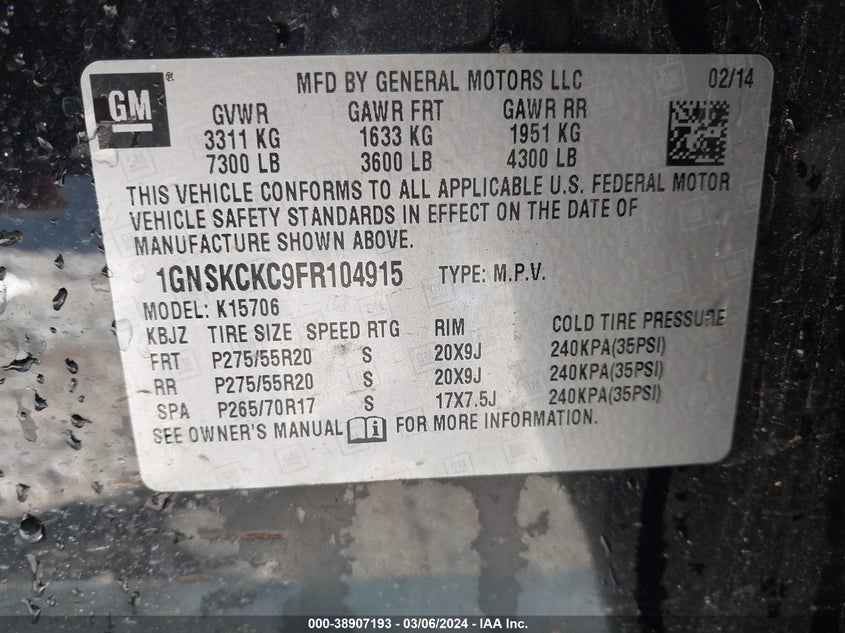 GM ® MFD BY GENERAL MOTORS LLC 02/14
GVWR GAWR FRT GAWR RR
3311 KG 1633 KG 1951 KG
7300 LB 3600 LB 4300 LB
THIS VEHICLE CONFORMS TO ALL APPLICABLE U.S. FEDERAL MOTOR
VEHICLE SAFETY STANDARDS IN EFFECT ON THE DATE OF
MANUFACTURE SHOWN ABOVE.
1GNSKCKC9FR104915 TYPE: M.P.V.
MODEL: K15706
KBJZ TIRE SIZE SPEED RTG RIM COLD TIRE PRESSURE
FRT P275/55R20 S 20X9J 240KPA(35PSI)
RR P275/55R20 S 20X9J 240KPA(35PSI)
SPA P265/70R17 S 17X7.5J 240KPA(35PSI)
SEE OWNER'S MANUAL FOR MORE INFORMATION.
000-38907193 - 03/06/2024 - IAA Inc.